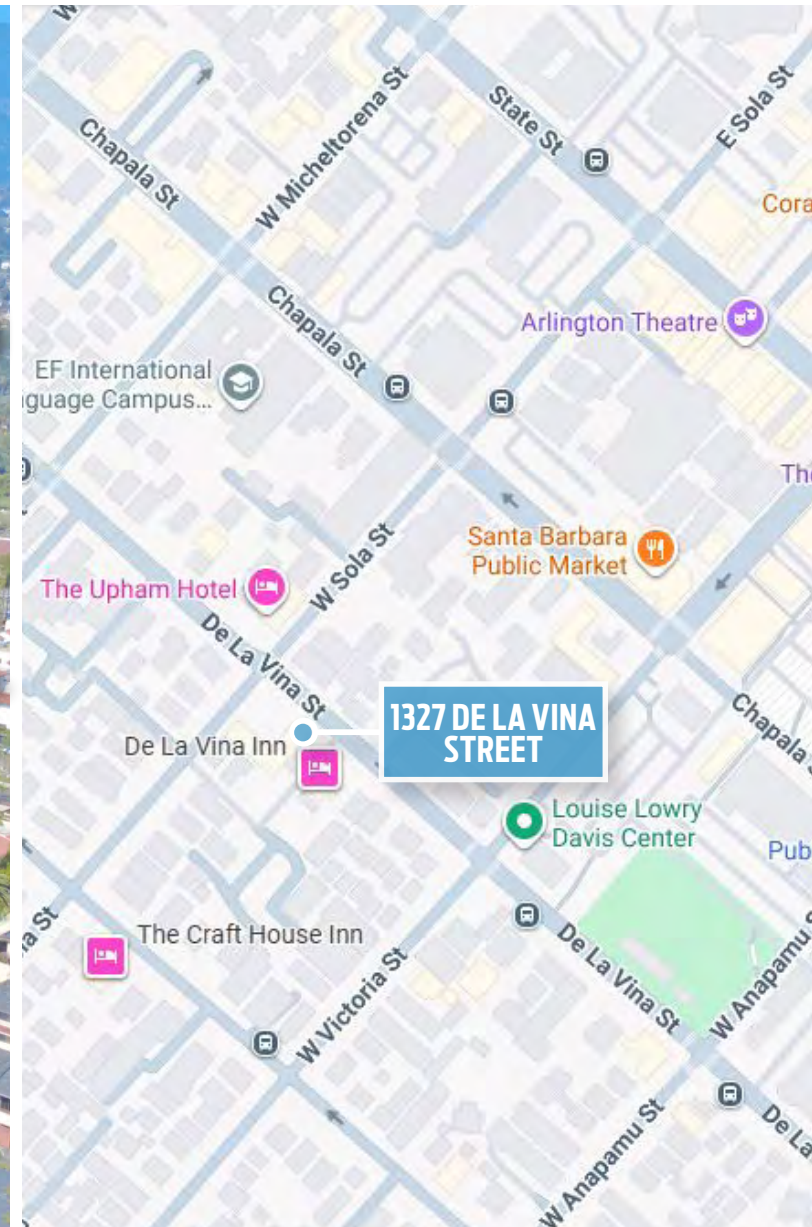 Chapala St
W Micheltorena St
State St
E Sola St
Cora
Chapala St
Arlington Theatre
EF International
guage Campus...
The
W Sola St
Santa Barbara
Public Market
The Upham Hotel
De La Vina St
1327 DE LA VINA
STREET
Chapala
De La Vina Inn
Louise Lowry
Davis Center
Pub
The Craft House Inn
a St
W Victoria St
De La Vina St
W Anapamu
W Anapamu St
De La